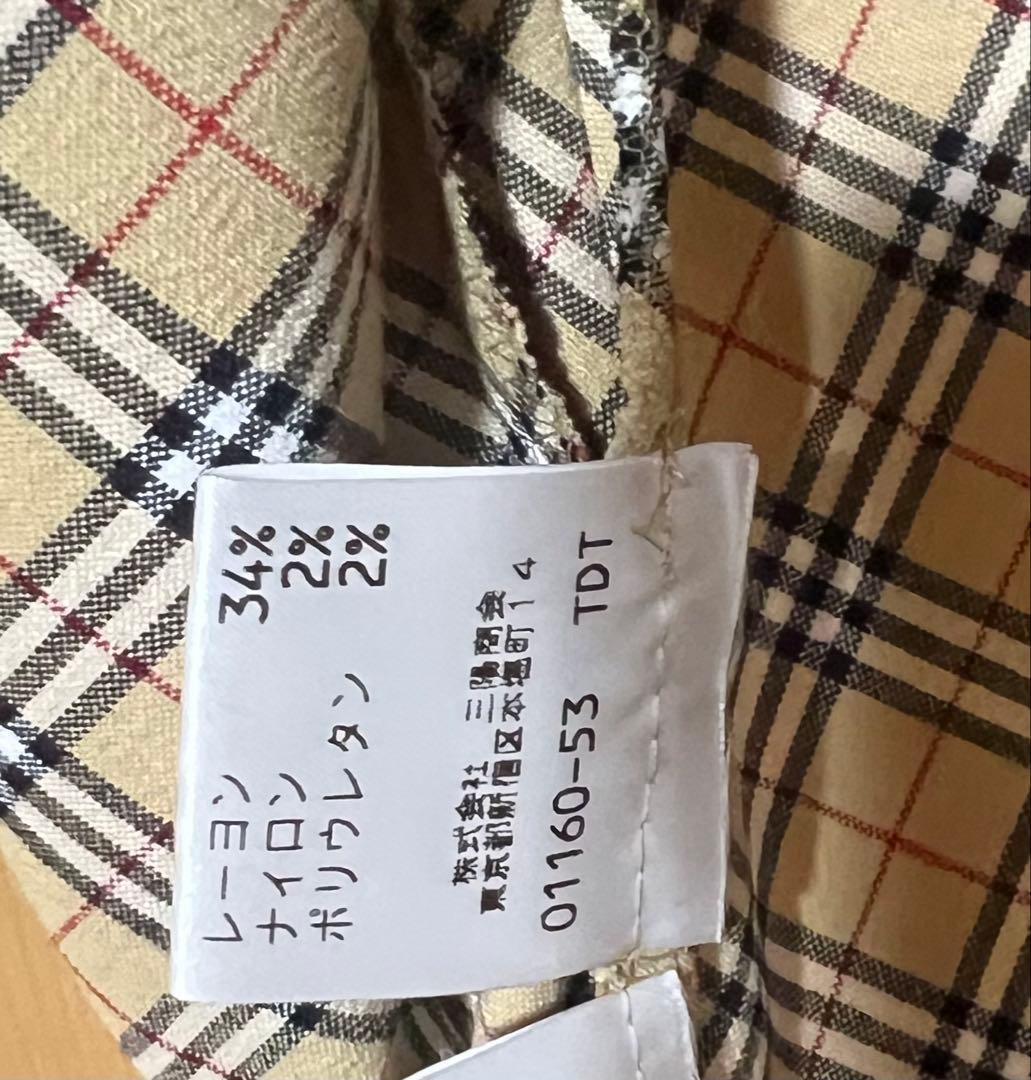 レーヨン 34%
ナイロン 2%
ポリウレタン 2%
株式会社 三陽商会
東京都新宿区本塩町14
01160-53 TDT